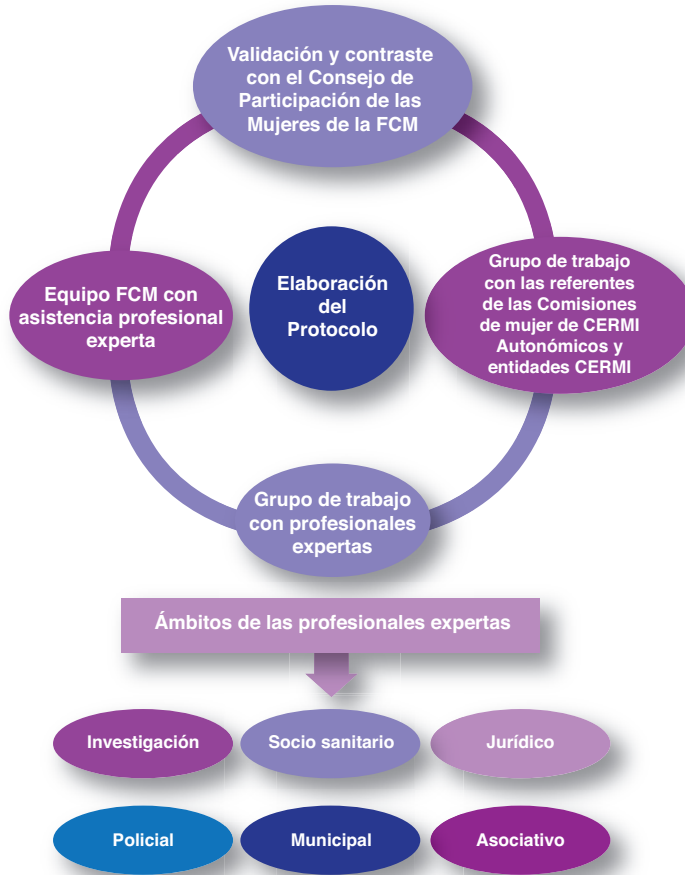 Validación y contraste
con el Consejo de
Participación de las
Mujeres de la FCM
Equipo FCM con
asistencia profesional
experta
Elaboración
del
Protocolo
Grupo de trabajo
con las referentes
de las Comisiones
de mujer de CERMI
Autonómicos y
entidades CERMI
Grupo de trabajo
con profesionales
expertas
Ámbitos de las profesionales expertas
Investigación
Socio sanitario
Jurídico
Policial
Municipal
Asociativo